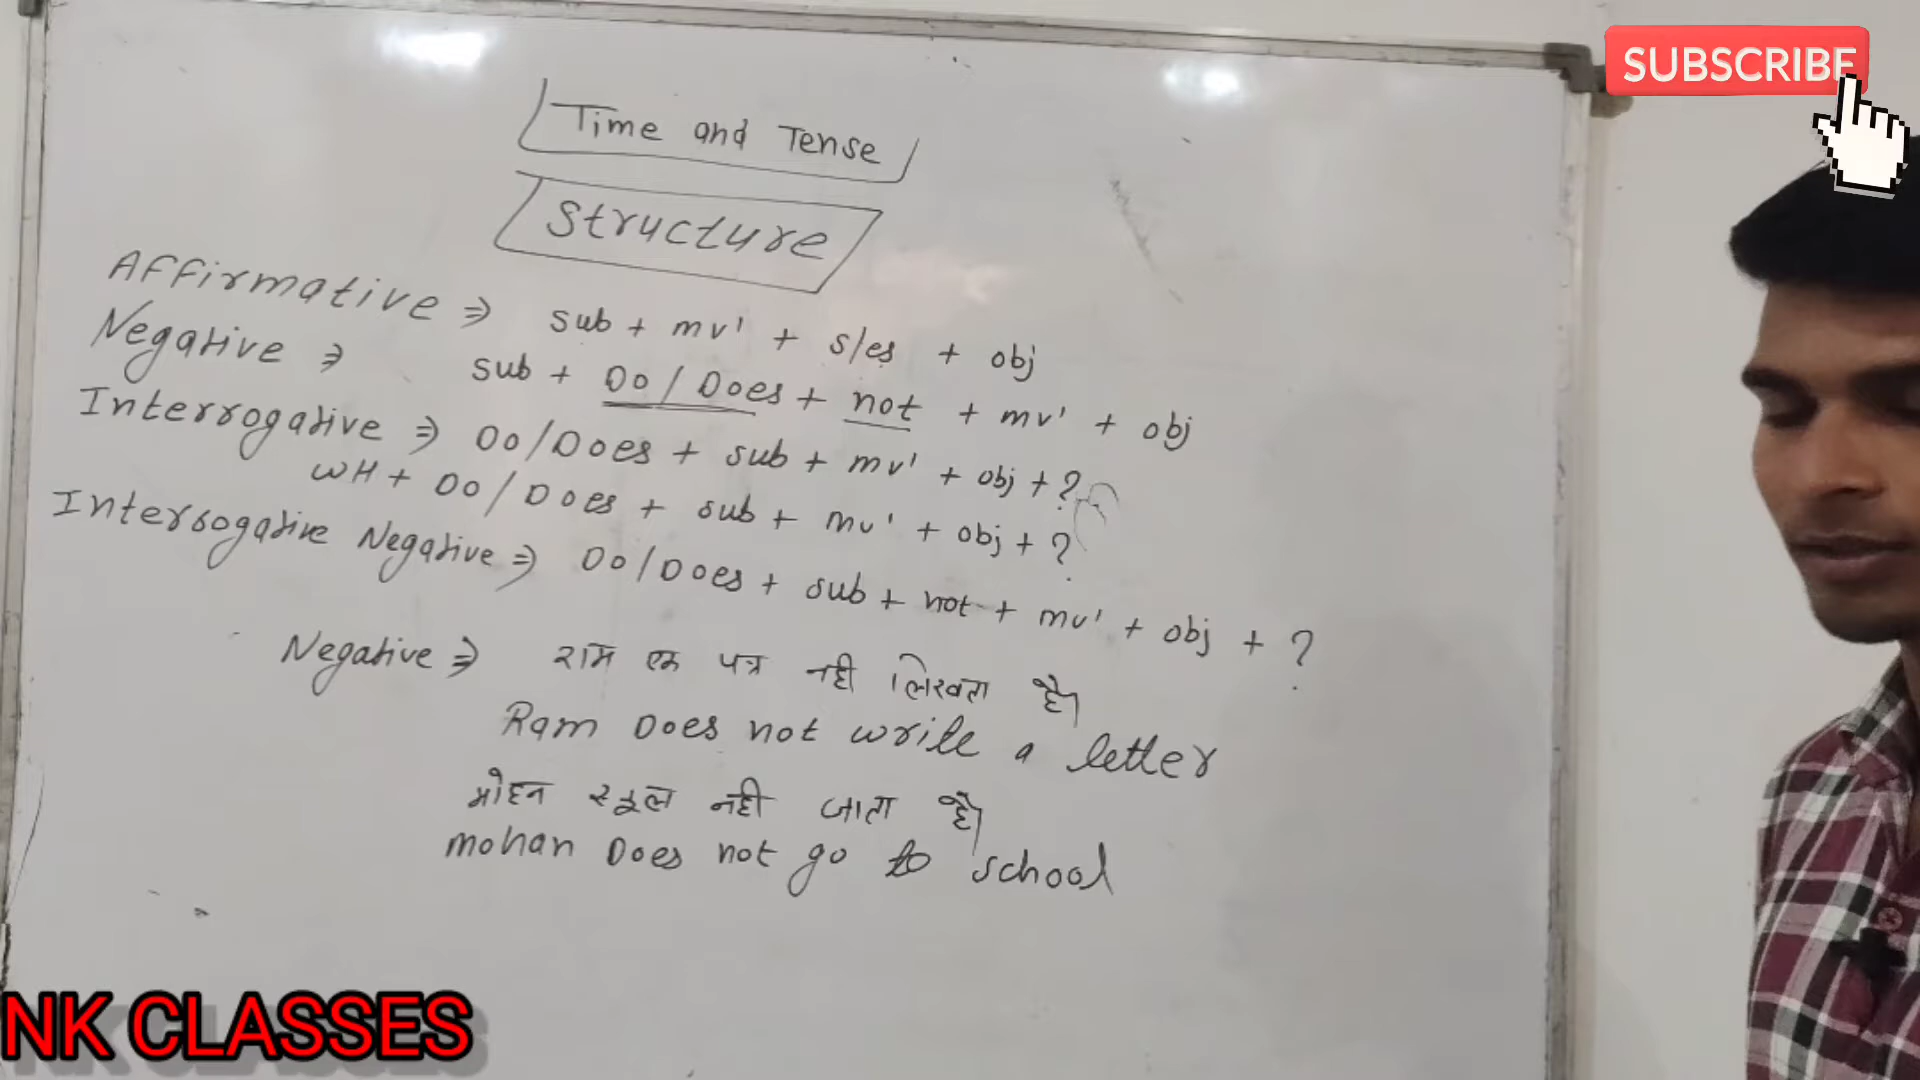 SUBSCRIBE
Time and Tense
Structure
Affirmative ⇒ sub + mv' + s/es + obj
Negative ⇒ sub + Do / Does + not + mv' + obj
Interrogative ⇒ Do/Does + sub + mv' + obj + ?
WH + Do / Does + sub + mv' + obj + ?
Interrogative Negative ⇒ Do/Does + sub + not + mv' + obj + ?
Negative ⇒ राम एक पत्र नही लिखता है।
Ram Does not write a letter
मोहन स्कूल नही जाता है।
mohan Does not go to school
NK CLASSES